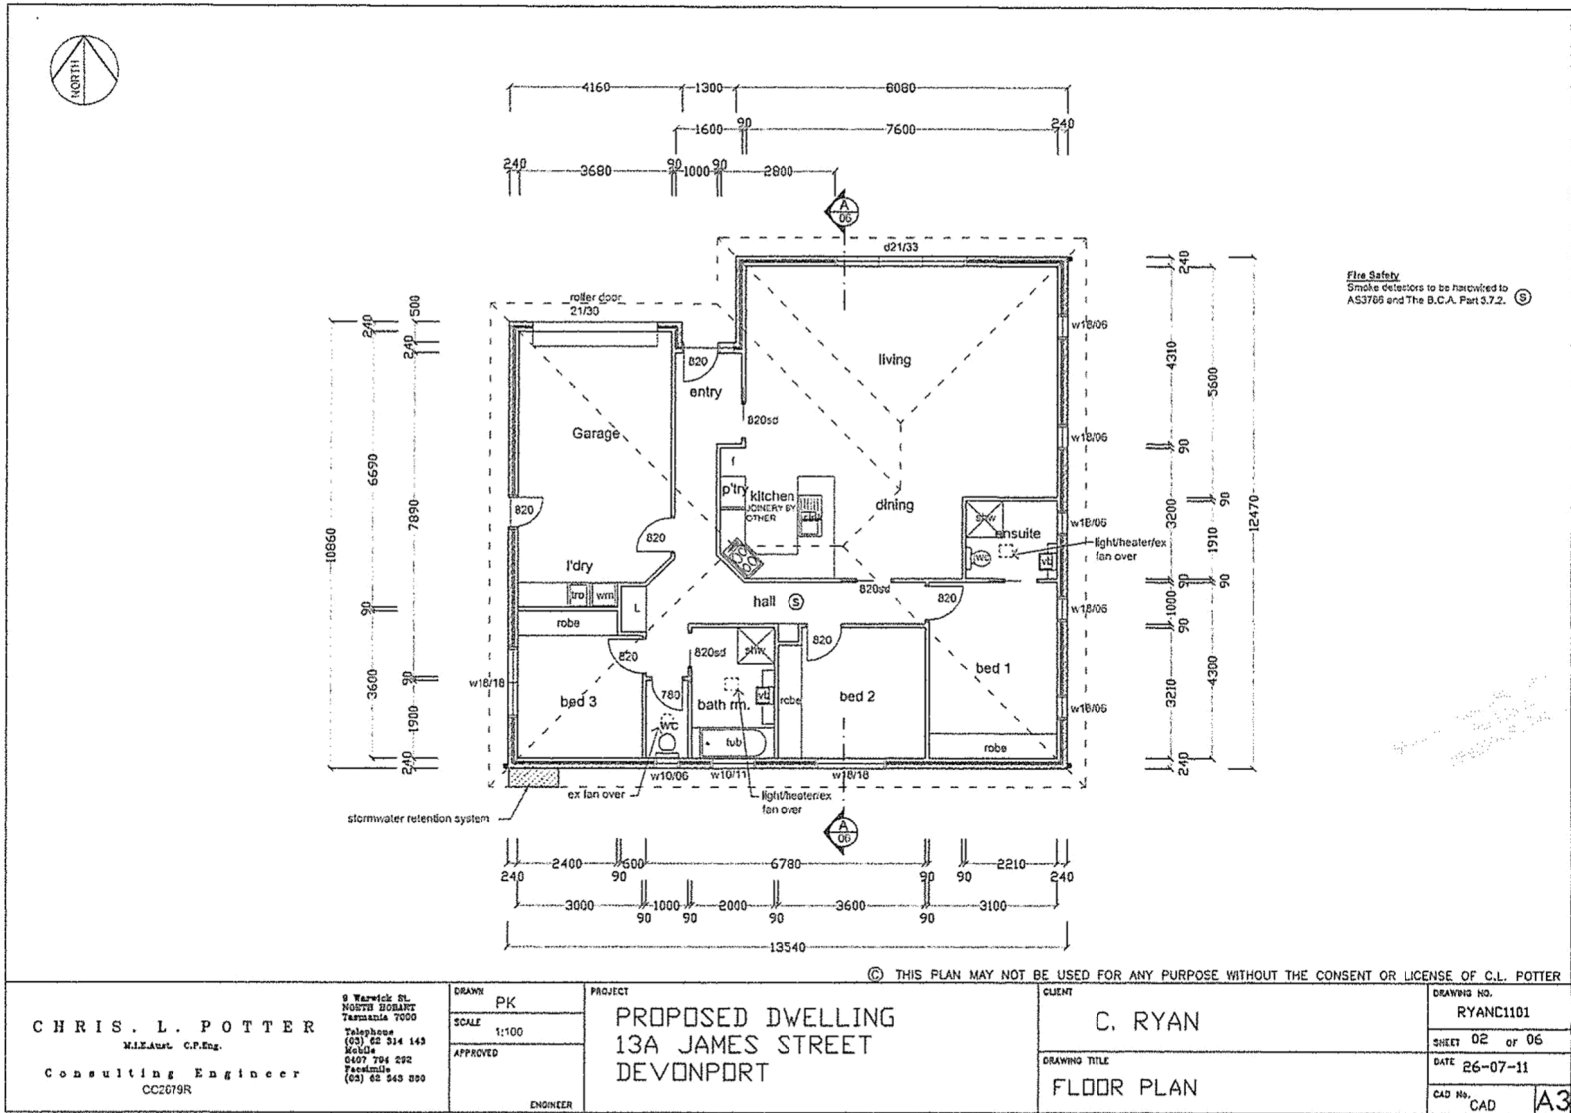 NORTH
4160 1300 6080
1600 90 7600 240
240 3680 90 1000 90 2800
A
06
d21/33
roller door
21/30
Fire Safety
Smoke detectors to be hardwired to
AS3786 and The B.C.A. Part 3.7.2. S
240 500
240
820
entry
living
w18/06
240
4310
5600
820sd
Garage
w18/06
90
f
p'try
kitchen
JOINERY BY
OTHER
dining
6690
7890
10860
820
820
shw
ensuite
wc
vb
w18/06
light/heater/ex
fan over
3200
90
1910
12470
l'dry
tro wm
L
robe
hall S
820sd
820
90 90
w18/06
1000
90
90
3600
90
1900
240
240
820
820sd
shw
820
bed 3
w18/18
780
WC
bath rm.
vb
robe
bed 2
bed 1
tub
robe
w18/06
3210
4300
240
w10/06 w10/11 w18/18
ex fan over
light/heater/ex
fan over
stormwater retention system
A
06
2400 600 6780 2210
240 90 90 90 240
3000 1000 2000 3600 3100
90 90 90 90
13540
© THIS PLAN MAY NOT BE USED FOR ANY PURPOSE WITHOUT THE CONSENT OR LICENSE OF C.L. POTTER
CHRIS. L. POTTER
M.I.E.Aust. C.P.Eng.
Consulting Engineer
CC2679R
9 Warwick St.
NORTH HOBART
Tasmania 7000
Telephone
(03) 62 314 143
Mobile
0407 794 292
Facsimile
DRAWN
PK
SCALE
1:100
APPROVED
ENGINEER
PROJECT
PROPOSED DWELLING
13A JAMES STREET
DEVONPORT
CLIENT
C. RYAN
DRAWING TITLE
FLOOR PLAN
DRAWING NO.
RYANC1101
SHEET 02 OF 06
DATE 26-07-11
CAD No. CAD
A3